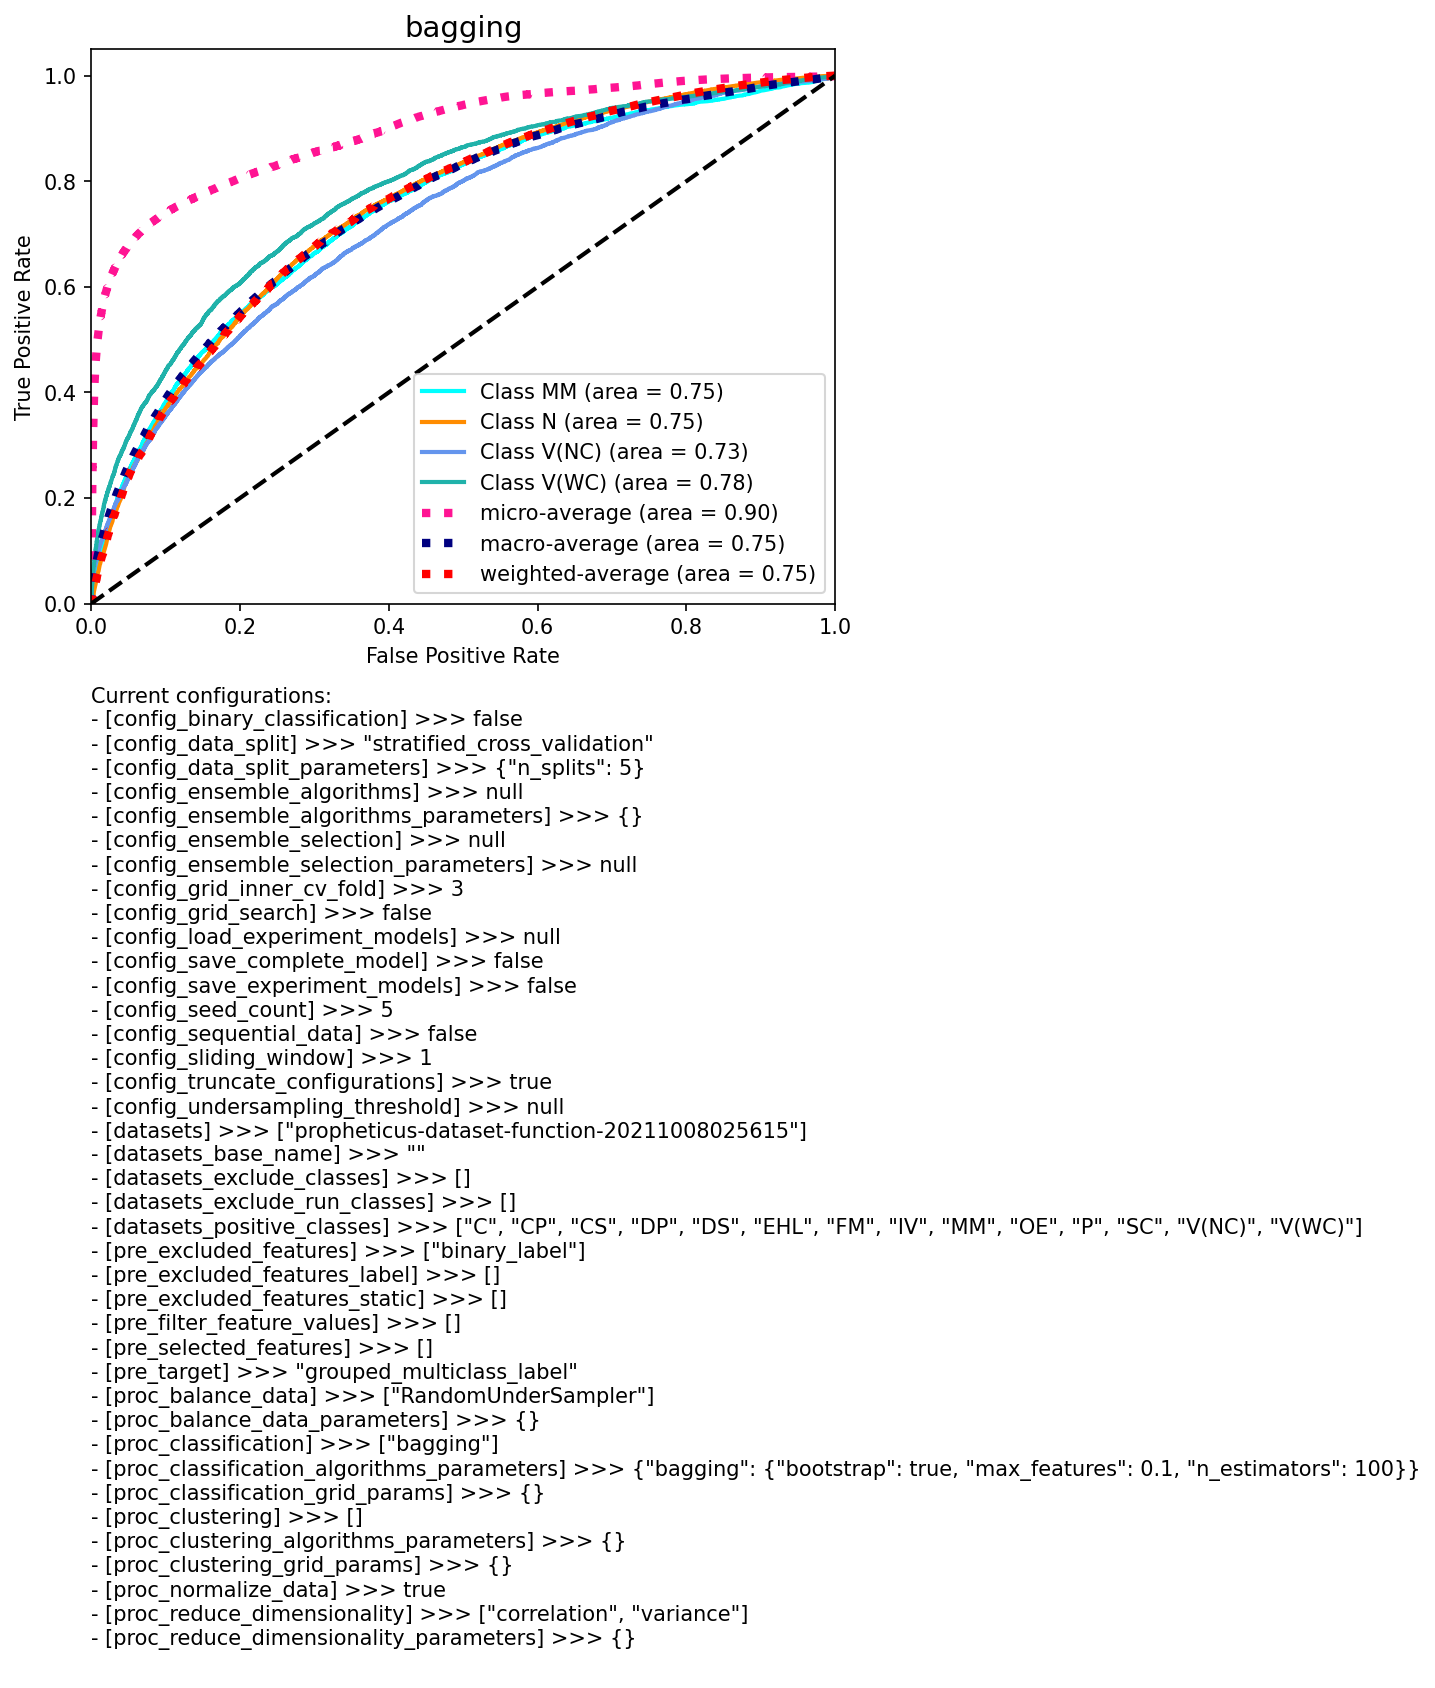 bagging
1.0
0.8
0.6
0.4
0.2
0.0
True Positive Rate
Class MM (area = 0.75)
Class N (area = 0.75)
Class V(NC) (area = 0.73)
Class V(WC) (area = 0.78)
micro-average (area = 0.90)
macro-average (area = 0.75)
weighted-average (area = 0.75)
0.0 0.2 0.4 0.6 0.8 1.0
False Positive Rate
Current configurations:
- [config_binary_classification] >>> false
- [config_data_split] >>> "stratified_cross_validation"
- [config_data_split_parameters] >>> {"n_splits": 5}
- [config_ensemble_algorithms] >>> null
- [config_ensemble_algorithms_parameters] >>> {}
- [config_ensemble_selection] >>> null
- [config_ensemble_selection_parameters] >>> null
- [config_grid_inner_cv_fold] >>> 3
- [config_grid_search] >>> false
- [config_load_experiment_models] >>> null
- [config_save_complete_model] >>> false
- [config_save_experiment_models] >>> false
- [config_seed_count] >>> 5
- [config_sequential_data] >>> false
- [config_sliding_window] >>> 1
- [config_truncate_configurations] >>> true
- [config_undersampling_threshold] >>> null
- [datasets] >>> ["propheticus-dataset-function-20211008025615"]
- [datasets_base_name] >>> ""
- [datasets_exclude_classes] >>> []
- [datasets_exclude_run_classes] >>> []
- [datasets_positive_classes] >>> ["C", "CP", "CS", "DP", "DS", "EHL", "FM", "IV", "MM", "OE", "P", "SC", "V(NC)", "V(WC)"]
- [pre_excluded_features] >>> ["binary_label"]
- [pre_excluded_features_label] >>> []
- [pre_excluded_features_static] >>> []
- [pre_filter_feature_values] >>> []
- [pre_selected_features] >>> []
- [pre_target] >>> "grouped_multiclass_label"
- [proc_balance_data] >>> ["RandomUnderSampler"]
- [proc_balance_data_parameters] >>> {}
- [proc_classification] >>> ["bagging"]
- [proc_classification_algorithms_parameters] >>> {"bagging": {"bootstrap": true, "max_features": 0.1, "n_estimators": 100}}
- [proc_classification_grid_params] >>> {}
- [proc_clustering] >>> []
- [proc_clustering_algorithms_parameters] >>> {}
- [proc_clustering_grid_params] >>> {}
- [proc_normalize_data] >>> true
- [proc_reduce_dimensionality] >>> ["correlation", "variance"]
- [proc_reduce_dimensionality_parameters] >>> {}